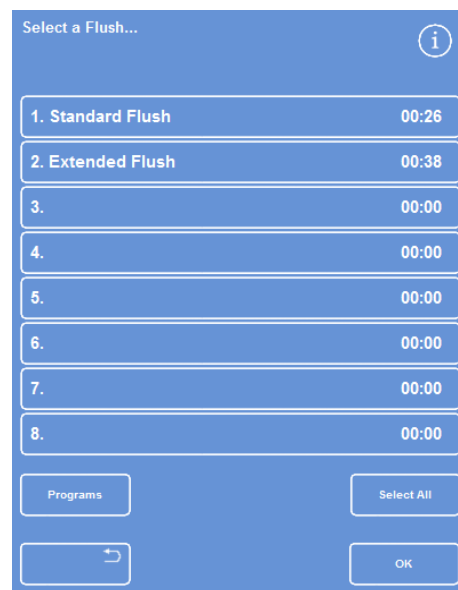 Select a Flush...
i
1. Standard Flush 00:26
2. Extended Flush 00:38
3. 00:00
4. 00:00
5. 00:00
6. 00:00
7. 00:00
8. 00:00
Programs Select All
OK